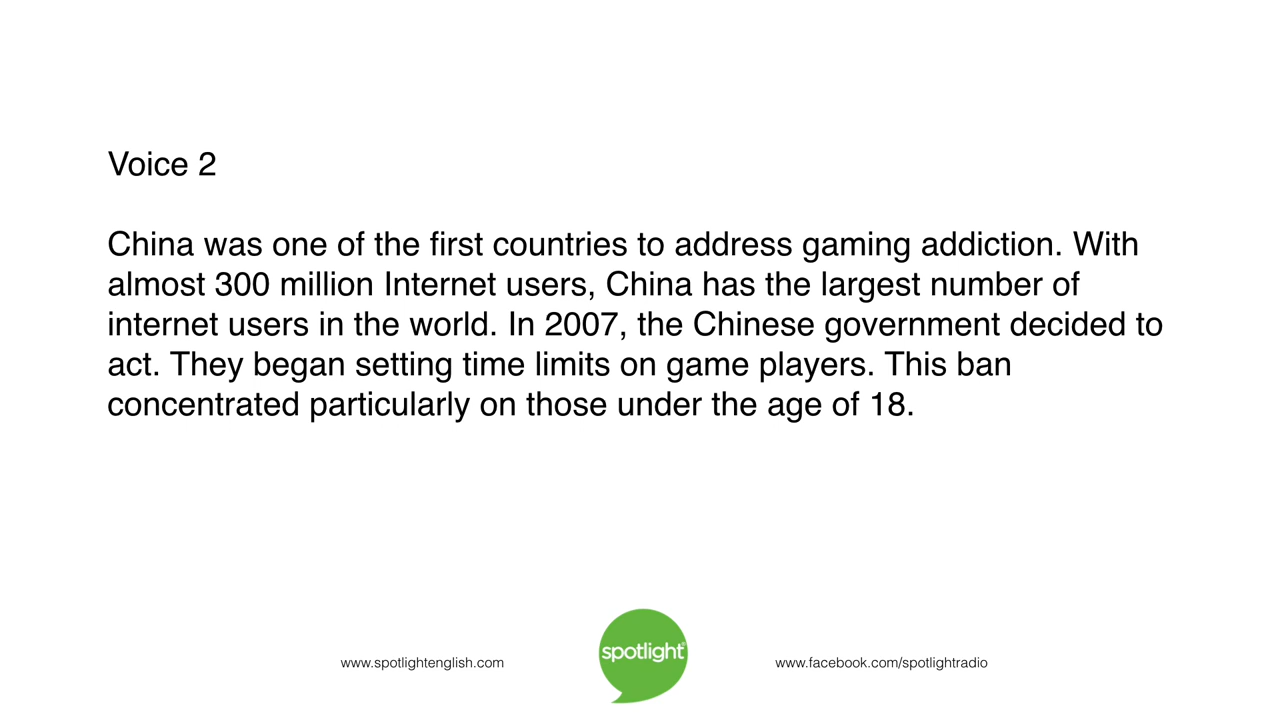 Voice 2
China was one of the first countries to address gaming addiction. With
almost 300 million Internet users, China has the largest number of
internet users in the world. In 2007, the Chinese government decided to
act. They began setting time limits on game players. This ban
concentrated particularly on those under the age of 18.
www.spotlightenglish.com
spotlight®
www.facebook.com/spotlightradio